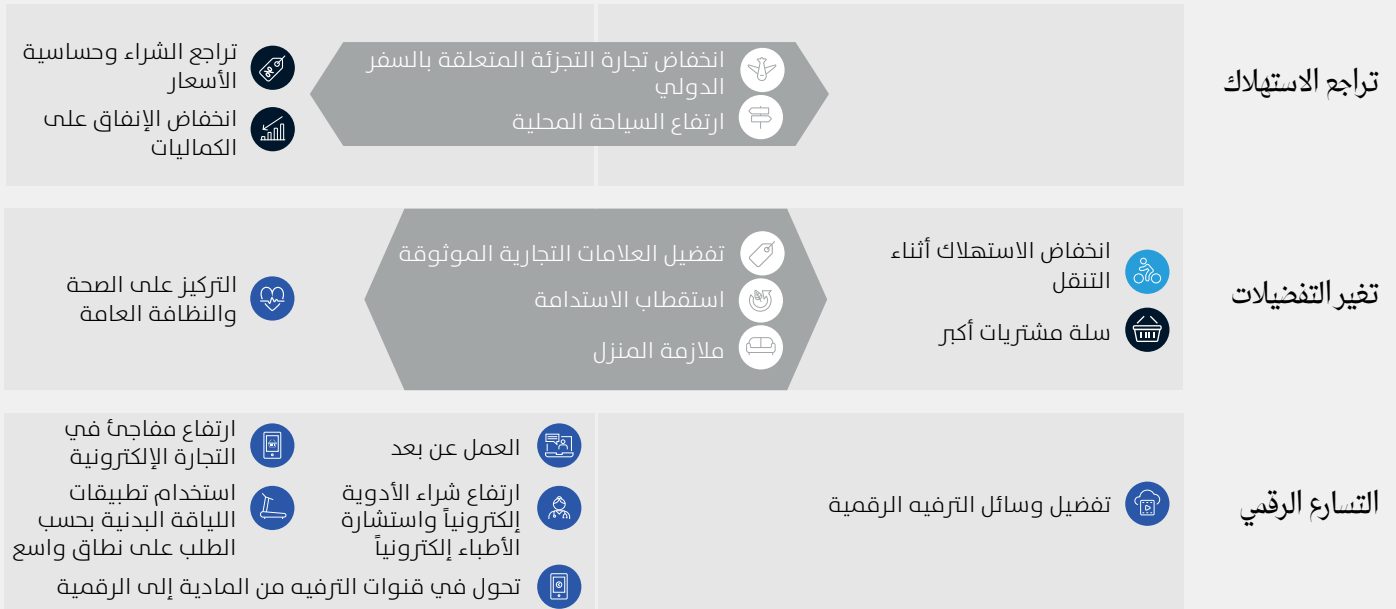 تراجع الاستهلاك
انخفاض تجارة التجزئة المتعلقة بالسفر
الدولي
ارتفاع السياحة المحلية
تراجع الشراء وحساسية
الأسعار
انخفاض الإنفاق على
الكماليات
تغير التفضيلات
انخفاض الاستهلاك أثناء
التنقل
سلة مشتريات أكبر
تفضيل العلامات التجارية الموثوقة
استقطاب الاستدامة
ملازمة المنزل
التركيز على الصحة
والنظافة العامة
التسارع الرقمي
تفضيل وسائل الترفيه الرقمية
العمل عن بعد
ارتفاع شراء الأدوية
إلكترونياً واستشارة
الأطباء إلكترونياً
ارتفاع مفاجئ في
التجارة الإلكترونية
استخدام تطبيقات
اللياقة البدنية بحسب
الطلب على نطاق واسع
تحول في قنوات الترفيه من المادية إلى الرقمية